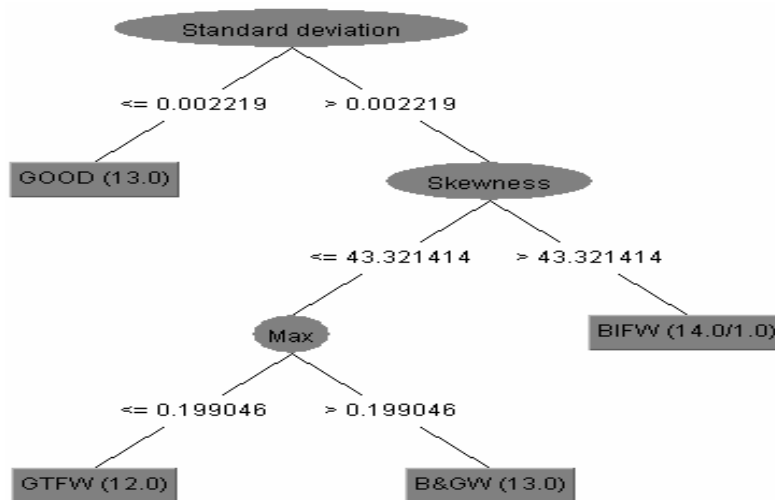 Standard deviation
<= 0.002219 > 0.002219
GOOD (13.0)
Skewness
<= 43.321414 > 43.321414
Max
BIFW (14.0/1.0)
<= 0.199046 > 0.199046
GTFW (12.0)
B&GW (13.0)